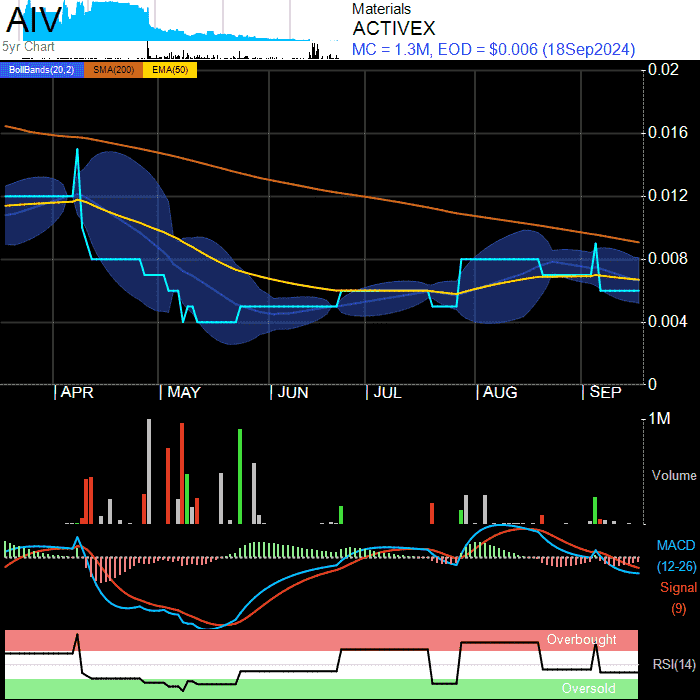 AIV
5yr Chart
Materials
ACTIVEX
MC = 1.3M, EOD = $0.006 (18Sep2024)
BollBands(20,2) SMA(200) EMA(50)
0.02
0.016
0.012
0.008
0.004
0
APR MAY JUN JUL AUG SEP
1M
Volume
MACD
(12-26)
Signal
(9)
Overbought
RSI(14)
Oversold